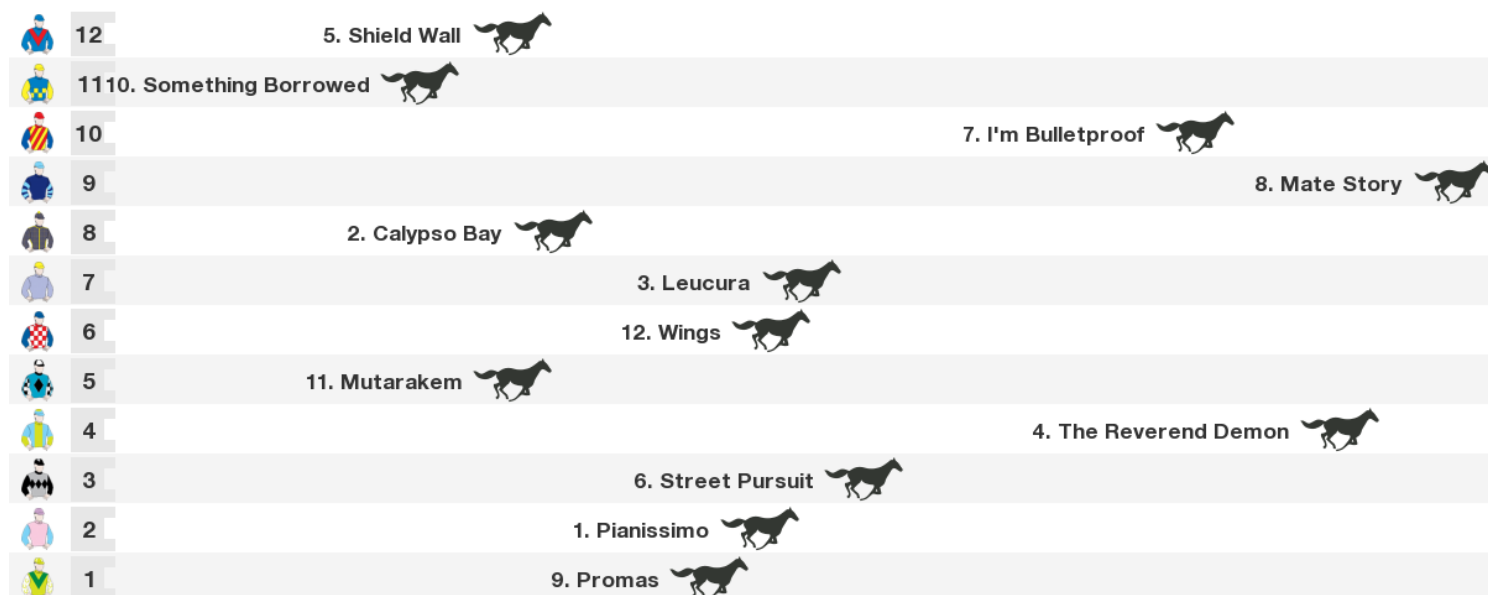 12 5. Shield Wall
11 10. Something Borrowed
10 7. I'm Bulletproof
9 8. Mate Story
8 2. Calypso Bay
7 3. Leucura
6 12. Wings
5 11. Mutarakem
4 4. The Reverend Demon
3 6. Street Pursuit
2 1. Pianissimo
1 9. Promas